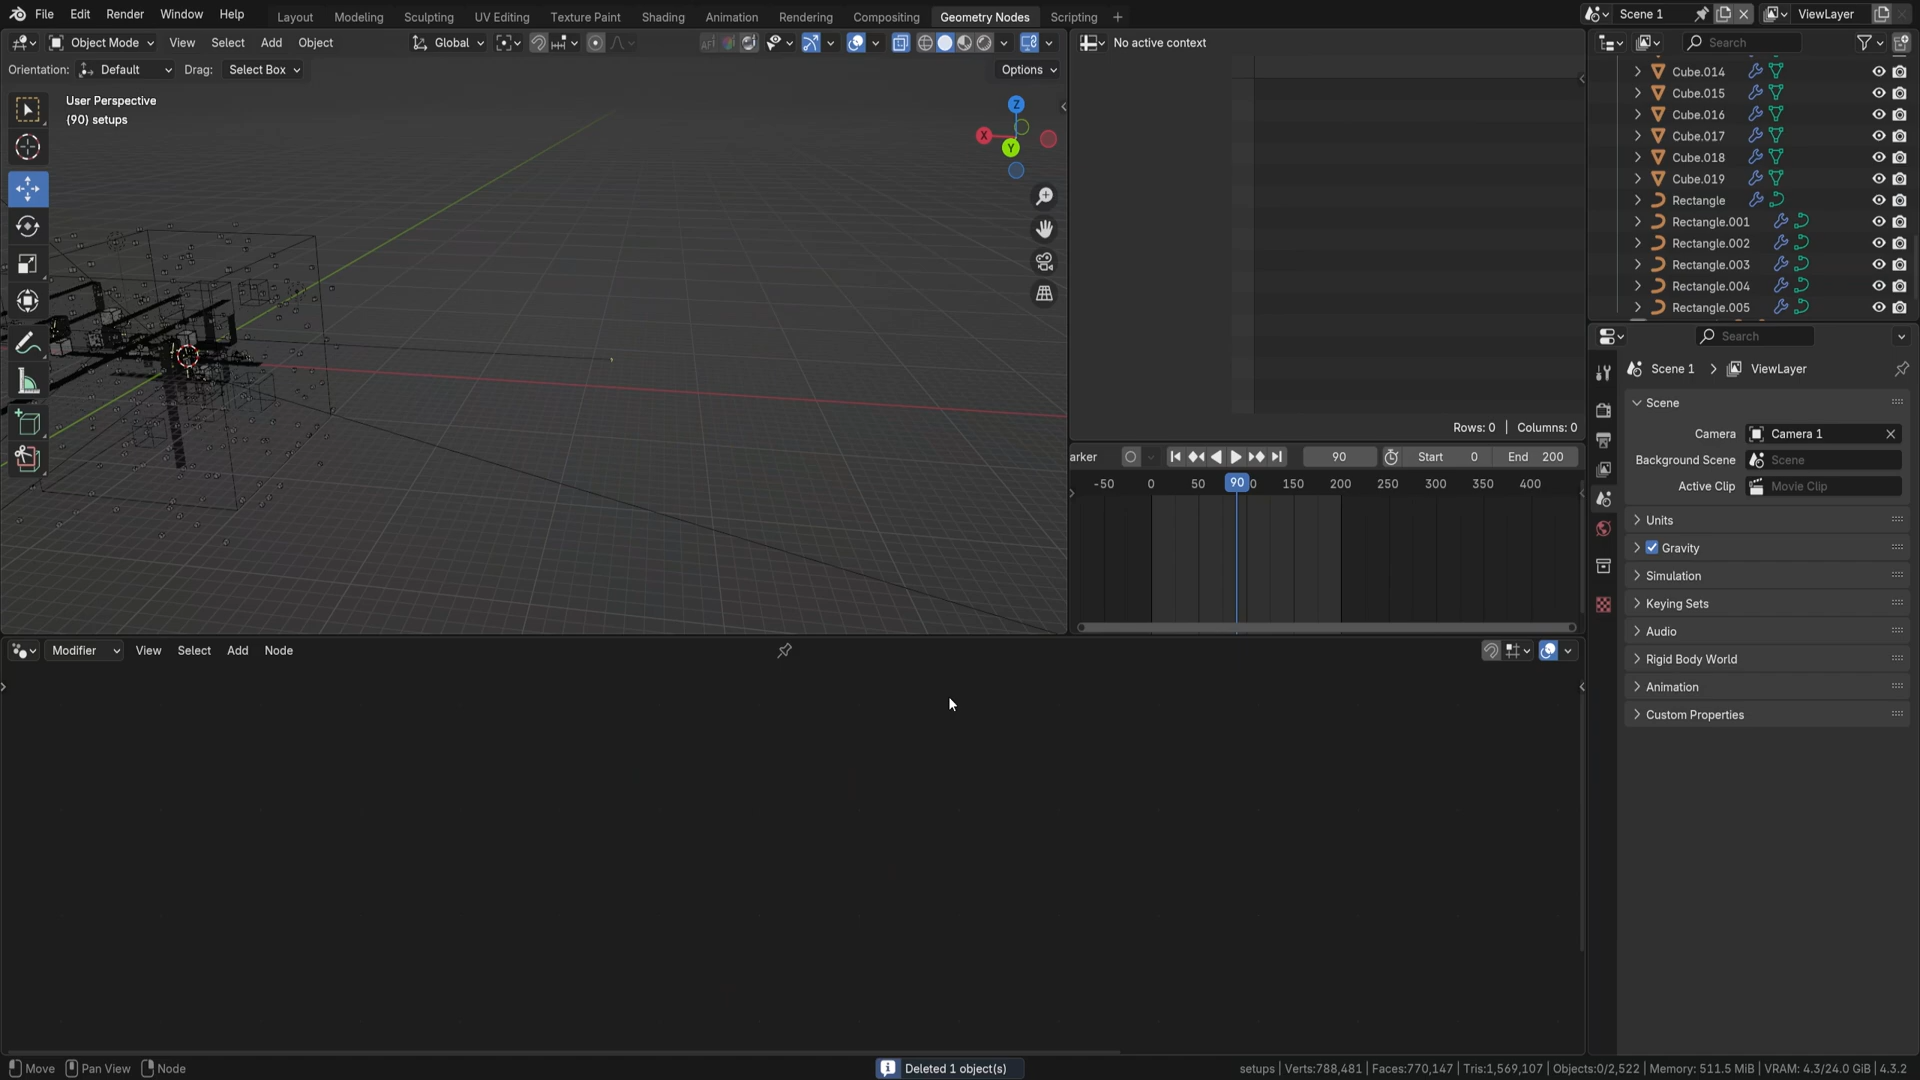 File Edit Render Window Help Layout Modeling Sculpting UV Editing Texture Paint Shading Animation Rendering Compositing Geometry Nodes Scripting + Scene 1 ViewLayer
Object Mode View Select Add Object Global Options
Orientation: Default Drag: Select Box
User Perspective
(90) setups
Z
X
Y
No active context
Rows: 0 | Columns: 0
arker 90 Start 0 End 200
-50 0 50 90 0 150 200 250 300 350 400
Search
Cube.014
Cube.015
Cube.016
Cube.017
Cube.018
Cube.019
Rectangle
Rectangle.001
Rectangle.002
Rectangle.003
Rectangle.004
Rectangle.005
Search
Scene 1 > ViewLayer
Scene
Camera Camera 1
Background Scene Scene
Active Clip Movie Clip
Units
Gravity
Simulation
Keying Sets
Audio
Rigid Body World
Animation
Custom Properties
Modifier View Select Add Node
Move Pan View Node
Deleted 1 object(s)
setups | Verts:788,481 | Faces:770,147 | Tris:1,569,107 | Objects:0/2,522 | Memory: 511.5 MiB | VRAM: 4.3/24.0 GiB | 4.3.2